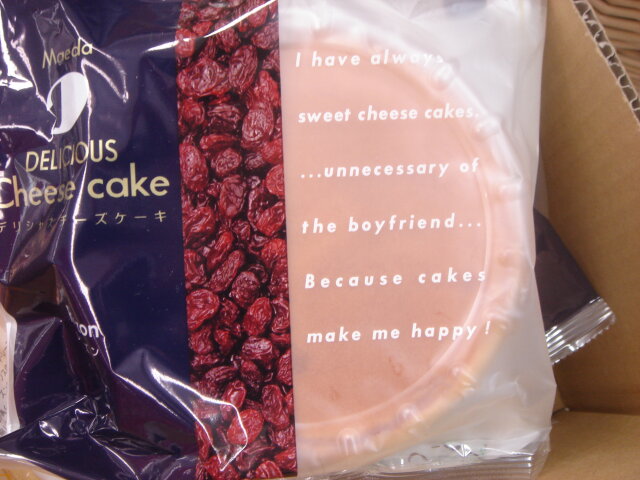 Maeda
DELICIOUS
Cheese cake
デリシャスチーズケーキ
I have always
sweet cheese cakes.
...unnecessary of
the boyfriend...
Because cakes
make me happy!